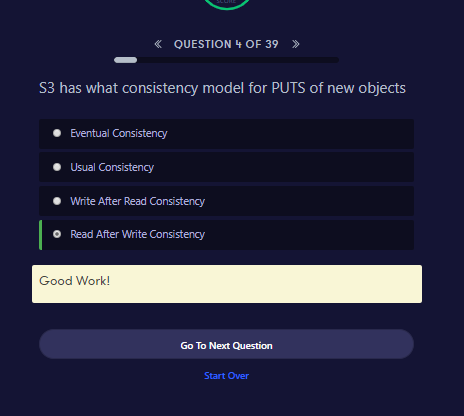 SCORE
QUESTION 4 OF 39
S3 has what consistency model for PUTS of new objects
Eventual Consistency
Usual Consistency
Write After Read Consistency
Read After Write Consistency
Good Work!
Go To Next Question
Start Over